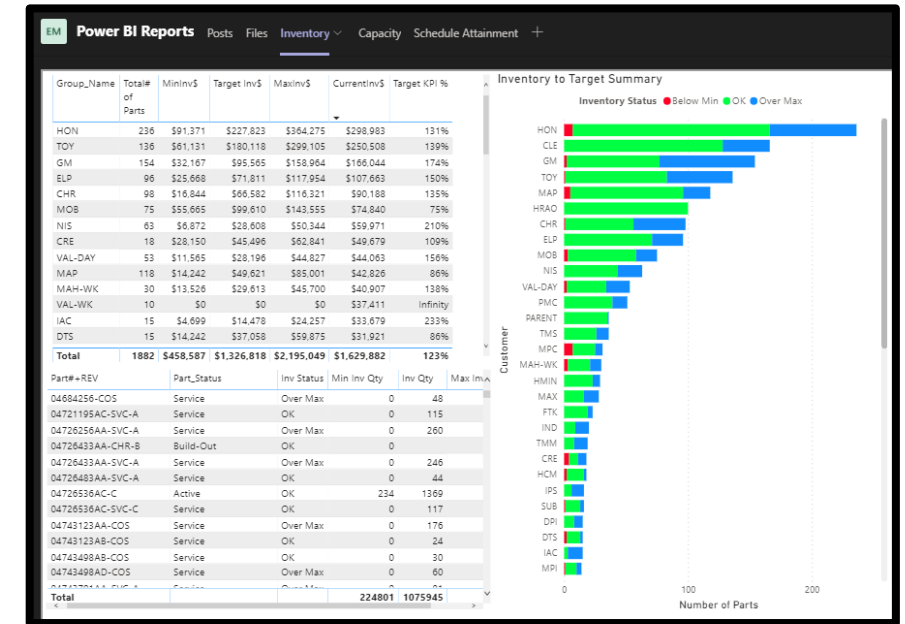 EM Power BI Reports Posts Files Inventory Capacity Schedule Attainment +
Group_Name Total# of Parts MinInv$ Target Inv$ MaxInv$ CurrentInv$ Target KPI %
HON 236 $91,371 $227,823 $364,275 $298,983 131%
TOY 136 $61,131 $180,118 $299,105 $250,508 139%
GM 154 $32,167 $95,565 $158,964 $166,044 174%
ELP 96 $25,668 $71,811 $117,954 $107,663 150%
CHR 98 $16,844 $66,582 $116,321 $90,188 135%
MOB 75 $55,665 $99,610 $143,555 $74,840 75%
NIS 63 $6,872 $28,608 $50,344 $59,971 210%
CRE 18 $28,150 $45,496 $62,841 $49,679 109%
VAL-DAY 53 $11,565 $28,196 $44,827 $44,063 156%
MAP 118 $14,242 $49,621 $85,001 $42,826 86%
MAH-WK 30 $13,526 $29,613 $45,700 $40,907 138%
VAL-WK 10 $0 $0 $0 $37,411 Infinity
IAC 15 $4,699 $14,478 $24,257 $33,679 233%
DTS 15 $14,242 $37,058 $59,875 $31,921 86%
Total 1882 $458,587 $1,326,818 $2,195,049 $1,629,882 123%
Part#+REV Part_Status Inv Status Min Inv Qty Inv Qty Max
04684256-COS Service Over Max 0 48
04721195AC-SVC-A Service OK 0 115
04726256AA-SVC-A Service Over Max 0 260
04726433AA-CHR-B Build-Out OK 0
04726433AA-SVC-A Service Over Max 0 246
04726483AA-SVC-A Service OK 0 44
04726536AC-C Active OK 234 1369
04726536AC-SVC-C Service OK 0 117
04743123AA-COS Service Over Max 0 176
04743123AB-COS Service OK 0 24
04743498AB-COS Service OK 0 30
04743498AD-COS Service Over Max 0 60
Total 224801 1075945
Inventory to Target Summary
Inventory Status Below Min OK Over Max
Customer
HON
CLE
GM
TOY
MAP
HRAO
CHR
ELP
MOB
NIS
VAL-DAY
PMC
PARENT
TMS
MPC
MAH-WK
HMIN
MAX
FTK
IND
TMM
CRE
HCM
IPS
SUB
DPI
DTS
IAC
MPI
0 100 200
Number of Parts